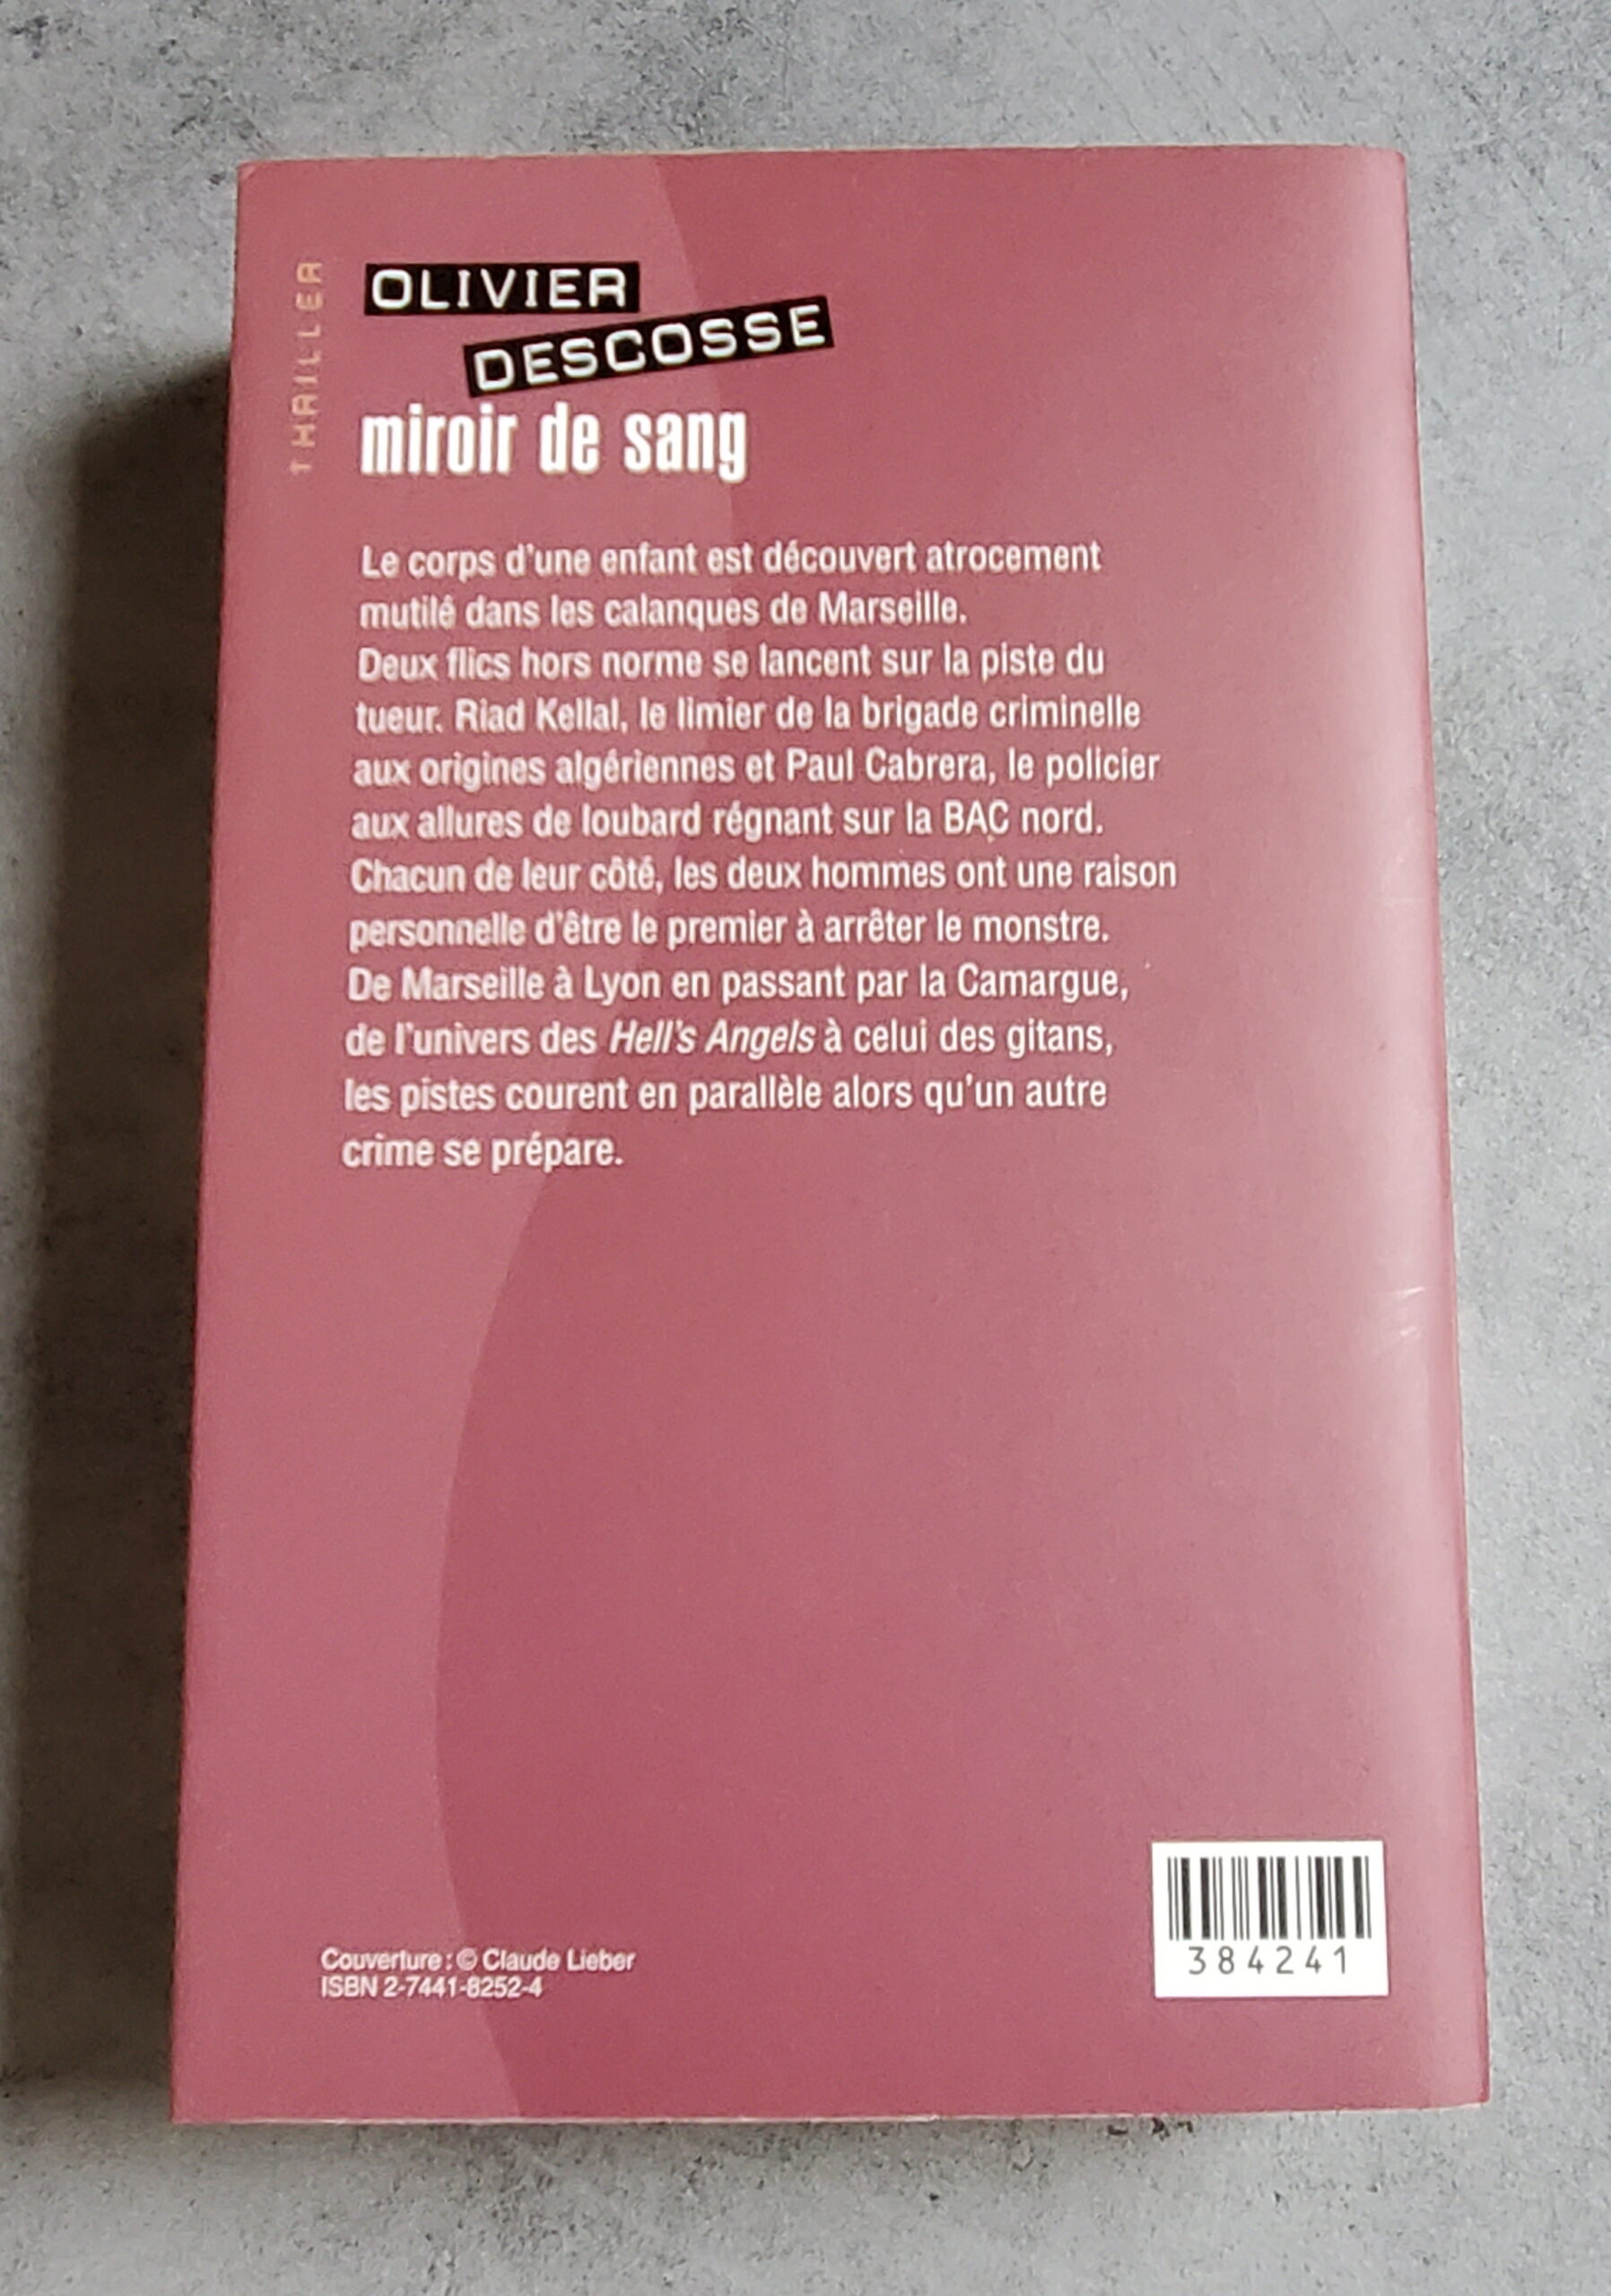 THRILLER
OLIVIER
DESCOSSE
miroir de sang
Le corps d'une enfant est découvert atrocement
mutilé dans les calanques de Marseille.
Deux flics hors norme se lancent sur la piste du
tueur. Riad Kellal, le limier de la brigade criminelle
aux origines algériennes et Paul Cabrera, le policier
aux allures de loubard régnant sur la BAC nord.
Chacun de leur côté, les deux hommes ont une raison
personnelle d'être le premier à arrêter le monstre.
De Marseille à Lyon en passant par la Camargue,
de l'univers des Hell's Angels à celui des gitans,
les pistes courent en parallèle alors qu'un autre
crime se prépare.
Couverture : © Claude Lieber
ISBN 2-7441-8252-4
384241